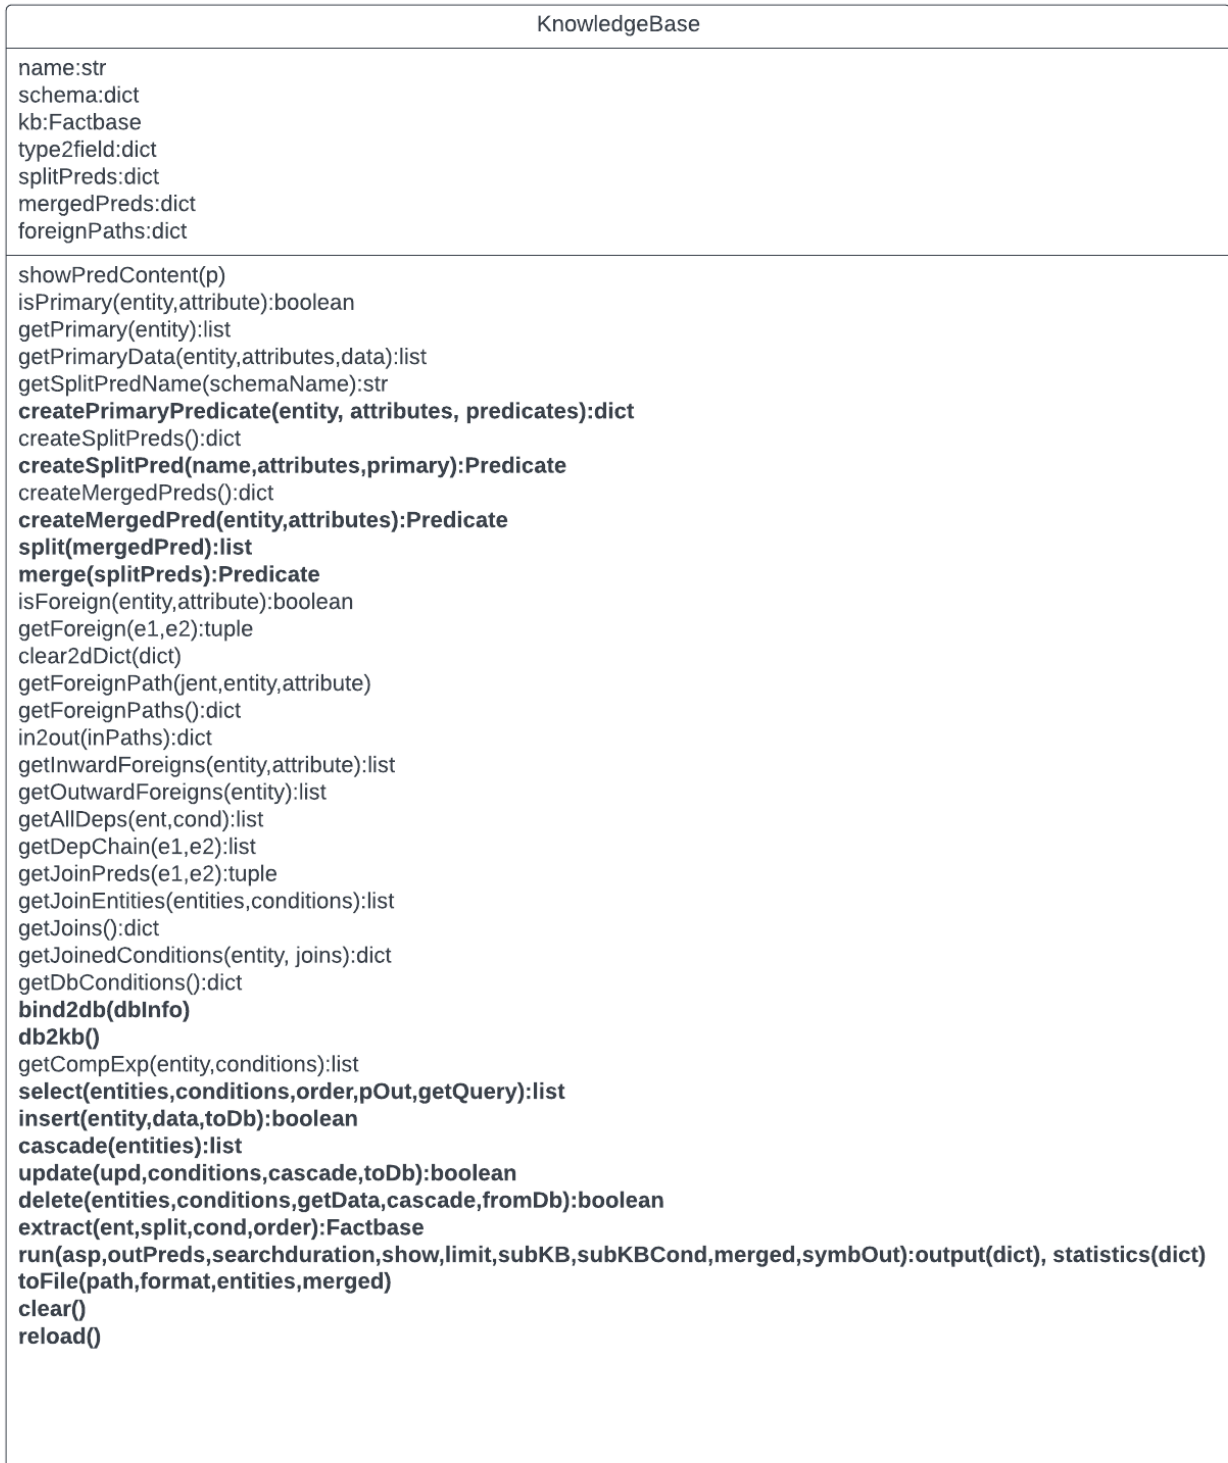 KnowledgeBase
name:str
schema:dict
kb:Factbase
type2field:dict
splitPreds:dict
mergedPreds:dict
foreignPaths:dict
showPredContent(p)
isPrimary(entity,attribute):boolean
getPrimary(entity):list
getPrimaryData(entity,attributes,data):list
getSplitPredName(schemaName):str
createPrimaryPredicate(entity, attributes, predicates):dict
createSplitPreds():dict
createSplitPred(name,attributes,primary):Predicate
createMergedPreds():dict
createMergedPred(entity,attributes):Predicate
split(mergedPred):list
merge(splitPreds):Predicate
isForeign(entity,attribute):boolean
getForeign(e1,e2):tuple
clear2dDict(dict)
getForeignPath(jent,entity,attribute)
getForeignPaths():dict
in2out(inPaths):dict
getInwardForeigns(entity,attribute):list
getOutwardForeigns(entity):list
getAllDeps(ent,cond):list
getDepChain(e1,e2):list
getJoinPreds(e1,e2):tuple
getJoinEntities(entities,conditions):list
getJoins():dict
getJoinedConditions(entity, joins):dict
getDbConditions():dict
bind2db(dbInfo)
db2kb()
getCompExp(entity,conditions):list
select(entities,conditions,order,pOut,getQuery):list
insert(entity,data,toDb):boolean
cascade(entities):list
update(upd,conditions,cascade,toDb):boolean
delete(entities,conditions,getData,cascade,fromDb):boolean
extract(ent,split,cond,order):Factbase
run(asp,outPreds,searchduration,show,limit,subKB,subKBCond,merged,symbOut):output(dict), statistics(dict)
toFile(path,format,entities,merged)
clear()
reload()